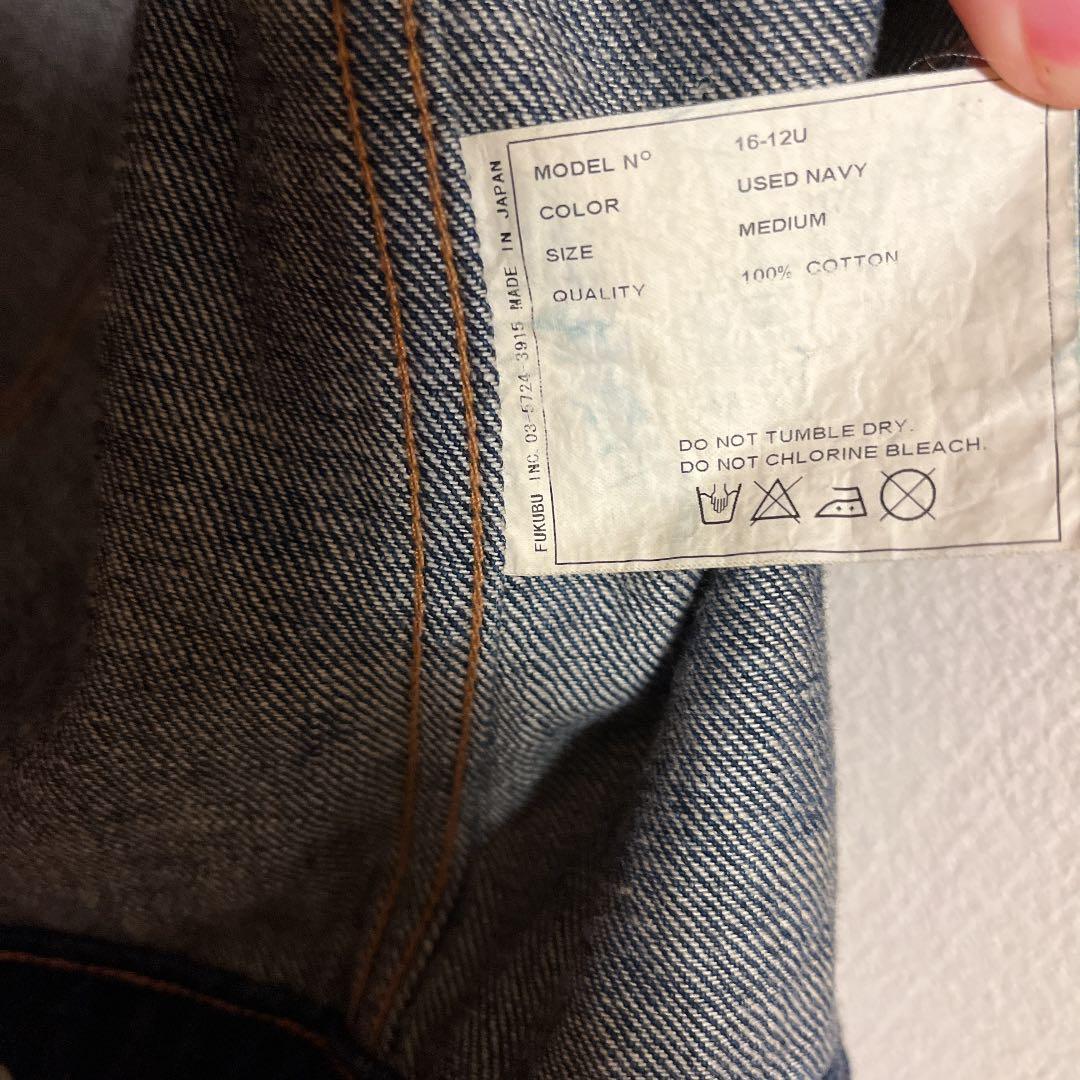 MODEL Nº 16-12U
COLOR USED NAVY
SIZE MEDIUM
QUALITY 100% COTTON
DO NOT TUMBLE DRY.
DO NOT CHLORINE BLEACH.
FUKUBU INC. 03-5724-3915 MADE IN JAPAN